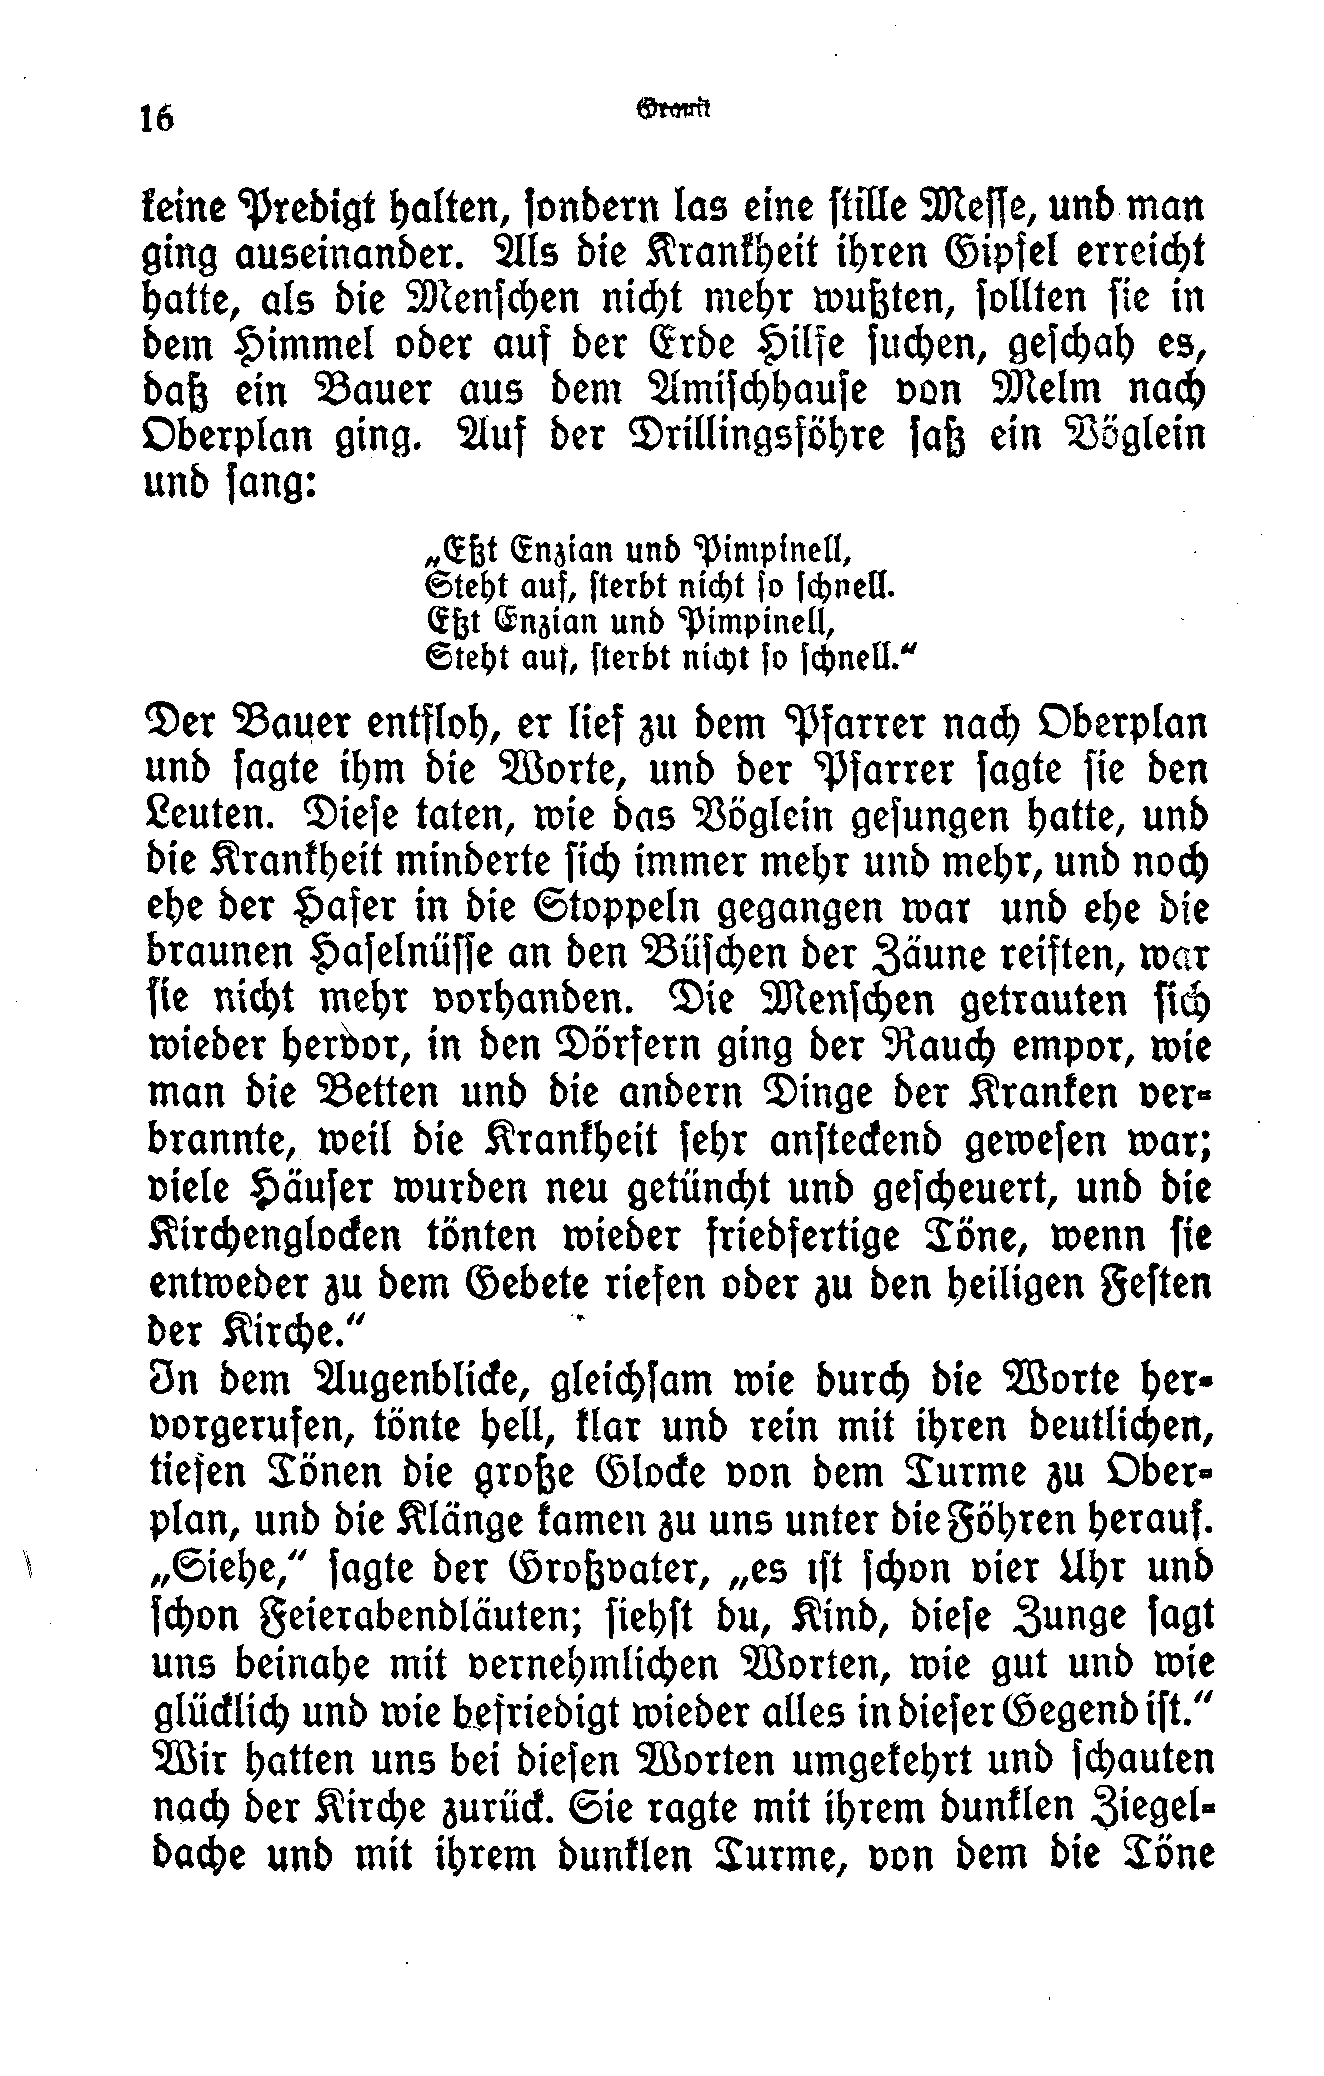 16
Granit
keine Predigt halten, sondern las eine stille Messe, und man
ging auseinander. Als die Krankheit ihren Gipfel erreicht
hatte, als die Menschen nicht mehr wußten, sollten sie in
dem Himmel oder auf der Erde Hilfe suchen, geschah es,
daß ein Bauer aus dem Amischhause von Melm nach
Oberplan ging. Auf der Drillingsföhre saß ein Vöglein
und sang:
„Eßt Enzian und Pimpinell,
Steht auf, sterbt nicht so schnell.
Eßt Enzian und Pimpinell,
Steht auf, sterbt nicht so schnell.“
Der Bauer entfloh, er lief zu dem Pfarrer nach Oberplan
und sagte ihm die Worte, und der Pfarrer sagte sie den
Leuten. Diese taten, wie das Vöglein gesungen hatte, und
die Krankheit minderte sich immer mehr und mehr, und noch
ehe der Hafer in die Stoppeln gegangen war und ehe die
braunen Haselnüsse an den Büschen der Zäune reiften, war
sie nicht mehr vorhanden. Die Menschen getrauten sich
wieder hervor, in den Dörfern ging der Rauch empor, wie
man die Betten und die andern Dinge der Kranken ver-
brannte, weil die Krankheit sehr ansteckend gewesen war;
viele Häuser wurden neu getüncht und gescheuert, und die
Kirchenglocken tönten wieder friedfertige Töne, wenn sie
entweder zu dem Gebete riefen oder zu den heiligen Festen
der Kirche.“
In dem Augenblicke, gleichsam wie durch die Worte her-
vorgerufen, tönte hell, klar und rein mit ihren deutlichen,
tiefen Tönen die große Glocke von dem Turme zu Ober-
plan, und die Klänge kamen zu uns unter die Föhren herauf.
„Siehe,“ sagte der Großvater, „es ist schon vier Uhr und
schon Feierabendläuten; siehst du, Kind, diese Zunge sagt
uns beinahe mit vernehmlichen Worten, wie gut und wie
glücklich und wie befriedigt wieder alles in dieser Gegend ist.“
Wir hatten uns bei diesen Worten umgekehrt und schauten
nach der Kirche zurück. Sie ragte mit ihrem dunklen Ziegel-
dache und mit ihrem dunklen Turme, von dem die Töne